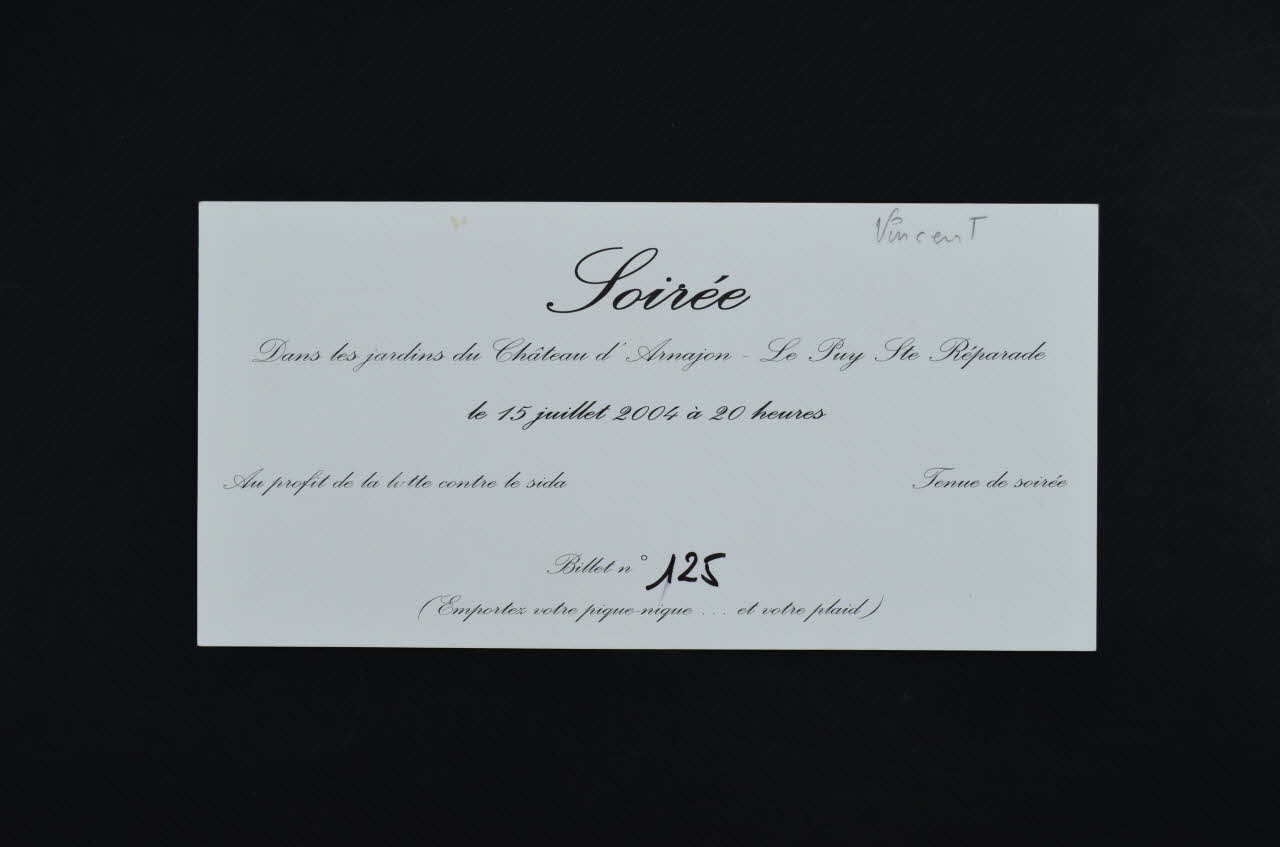 Vincent
Soirée
Dans les jardins du Château d'Arnajon - Le Puy Ste Réparade
le 15 juillet 2004 à 20 heures
Au profit de la lutte contre le sida Tenue de soirée
Billet n° 125
(Emportez votre pique-nique ... et votre plaid)